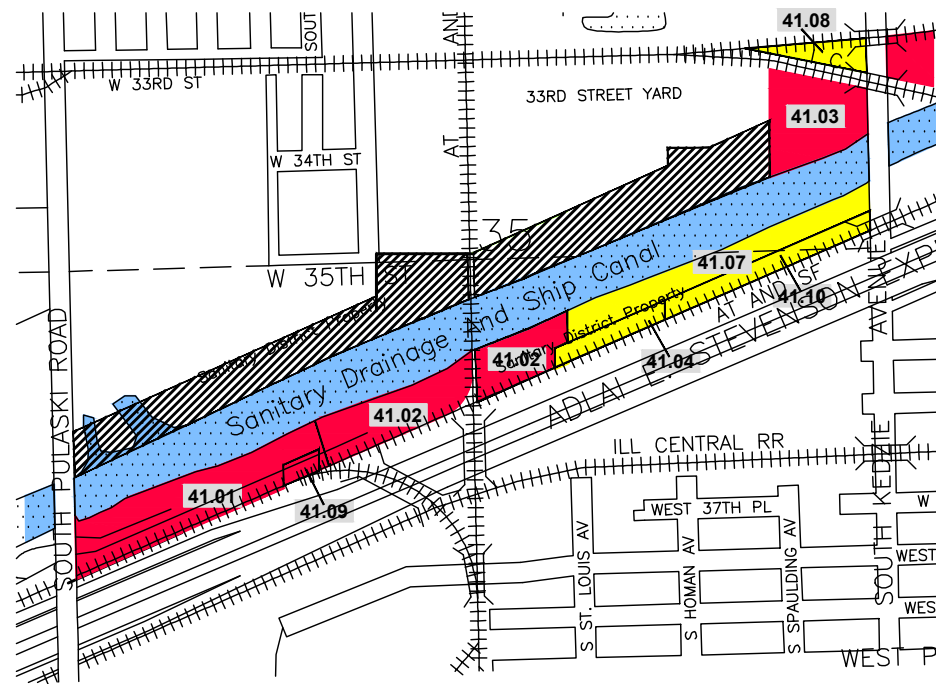 SOUT
41.08
C
W 33RD ST
33RD STREET YARD
41.03
AT
AND
W 34TH ST
35
W 35TH ST
41.07
Sanitary District Property
Sanitary Drainage and Ship Canal
41.10
AT AND SF
Sanitary District Property
41.02
41.04
ADLAI E. STEVENSON EXP
AVENUE
SOUTH PULASKI ROAD
41.02
ILL CENTRAL RR
41.01
41.09
SOUTH KEDZIE
WEST 37TH PL
W
S ST. LOUIS AV
S HOMAN AV
S SPAULDING AV
WEST
WES
WEST P